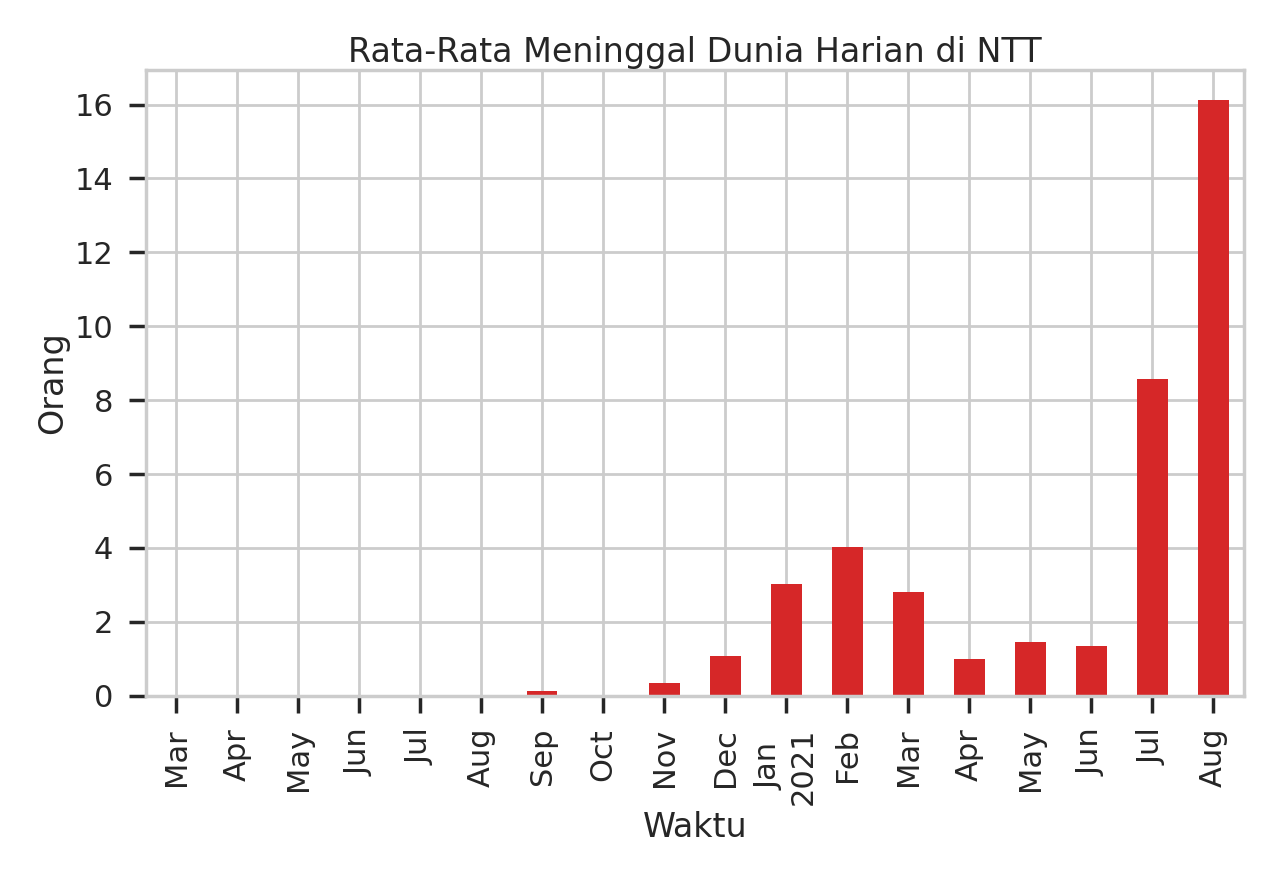 Rata-Rata Meninggal Dunia Harian di NTT
Orang
16
14
12
10
8
6
4
2
0
Mar
Apr
May
Jun
Jul
Aug
Sep
Oct
Nov
Dec
Jan
2021
Feb
Mar
Apr
May
Jun
Jul
Aug
Waktu